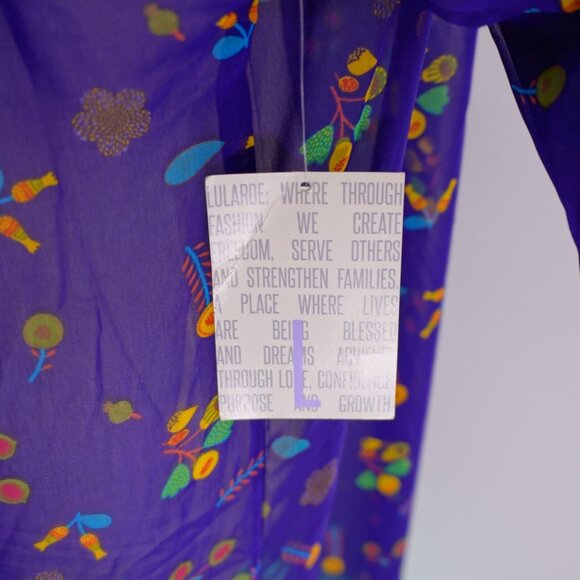 LULAROE: WHERE THROUGH
FASHION WE CREATE
FREEDOM, SERVE OTHERS
AND STRENGTHEN FAMILIES.
A PLACE WHERE LIVES
ARE BEING BLESSED
AND DREAMS ACHIEVED
THROUGH LOVE, CONFIDENCE,
PURPOSE AND GROWTH
L